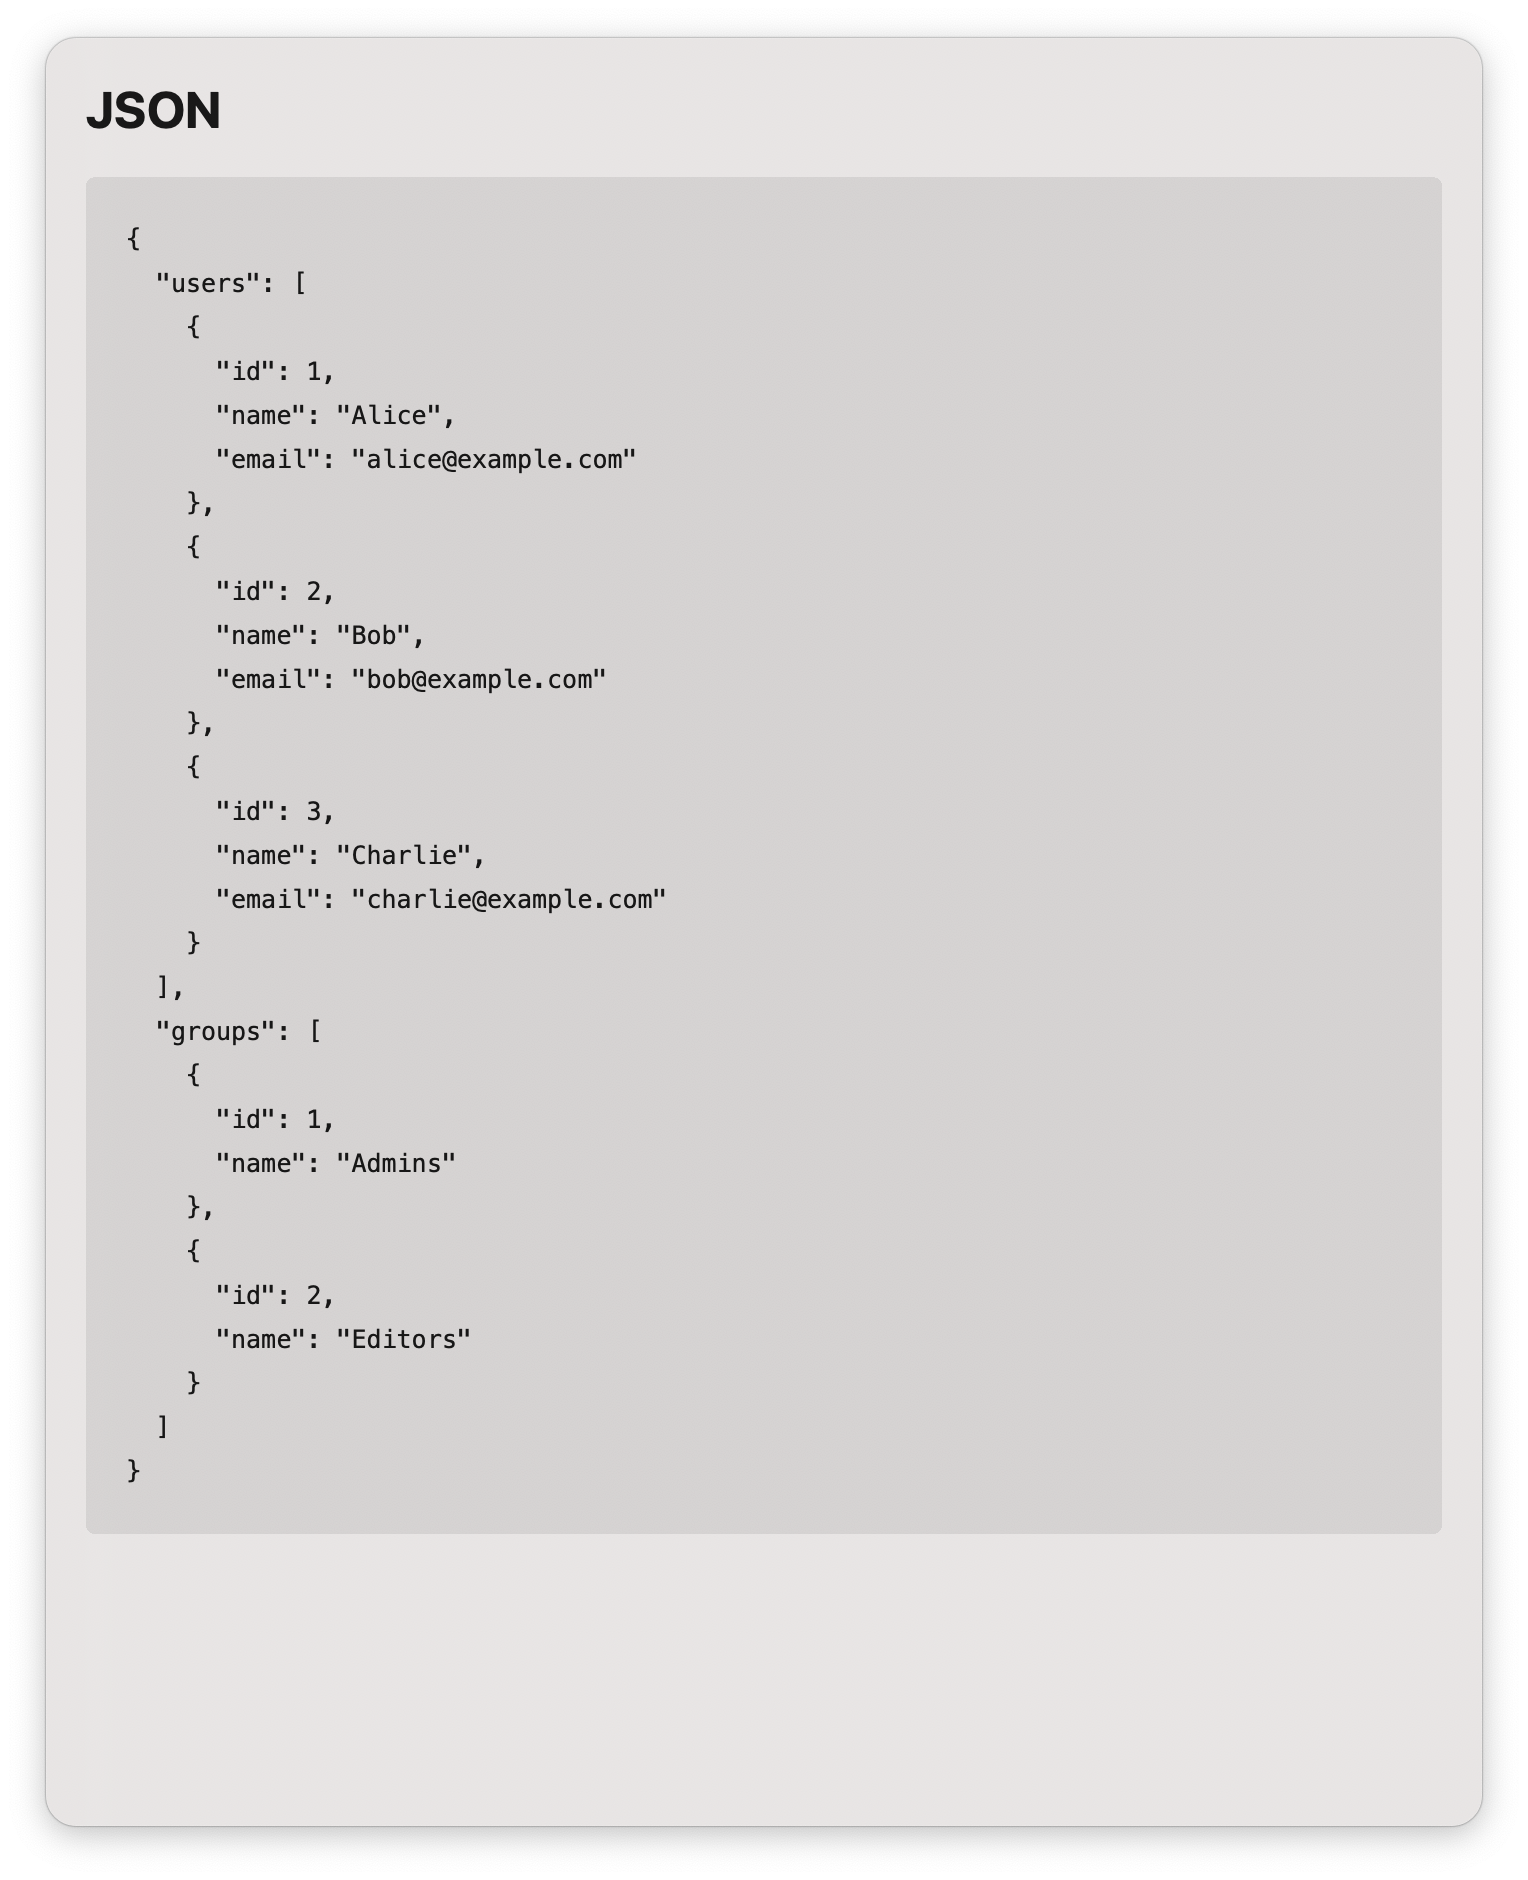 JSON
{
  "users": [
    {
      "id": 1,
      "name": "Alice",
      "email": "alice@example.com"
    },
    {
      "id": 2,
      "name": "Bob",
      "email": "bob@example.com"
    },
    {
      "id": 3,
      "name": "Charlie",
      "email": "charlie@example.com"
    }
  ],
  "groups": [
    {
      "id": 1,
      "name": "Admins"
    },
    {
      "id": 2,
      "name": "Editors"
    }
  ]
}